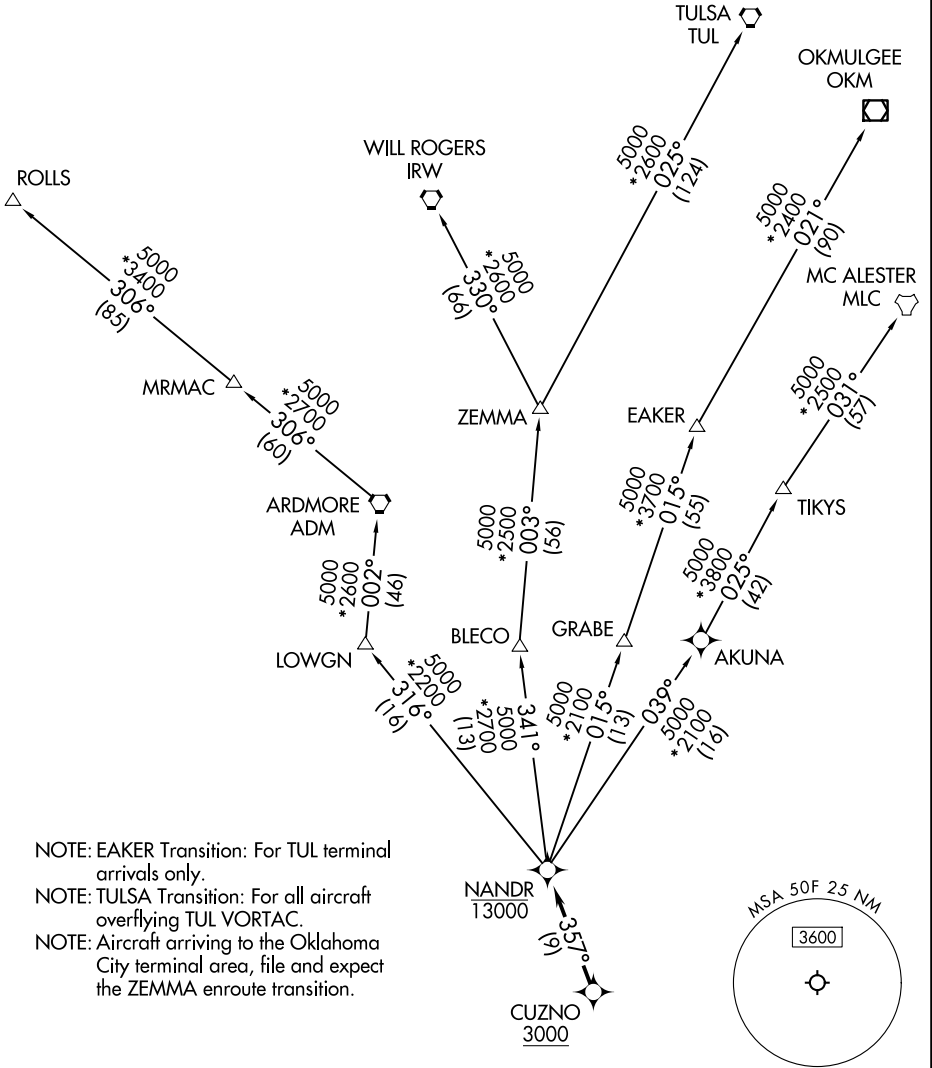 TULSA
TUL
OKMULGEE
OKM
5000
*2600
025°
(124)
WILL ROGERS
IRW
ROLLS
5000
*2400
021°
(90)
MC ALESTER
MLC
5000
*3400
306°
(85)
5000
*2600
330°
(66)
MRMAC
5000
*2700
306°
(60)
ZEMMA
EAKER
5000
*2500
031°
(57)
ARDMORE
ADM
5000
*2500
003°
(56)
5000
*3700
015°
(55)
TIKYS
5000
*2600
002°
(46)
5000
*3800
025°
(42)
LOWGN
BLECO
GRABE
AKUNA
5000
*2200
316°
(16)
341°
5000
*2700
(13)
5000
*2100
015°
(13)
039°
5000
*2100
(16)
NOTE: EAKER Transition: For TUL terminal
arrivals only.
NOTE: TULSA Transition: For all aircraft
overflying TUL VORTAC.
NOTE: Aircraft arriving to the Oklahoma
City terminal area, file and expect
the ZEMMA enroute transition.
NANDR
13000
357°
(9)
CUZNO
3000
MSA 50F 25 NM
3600